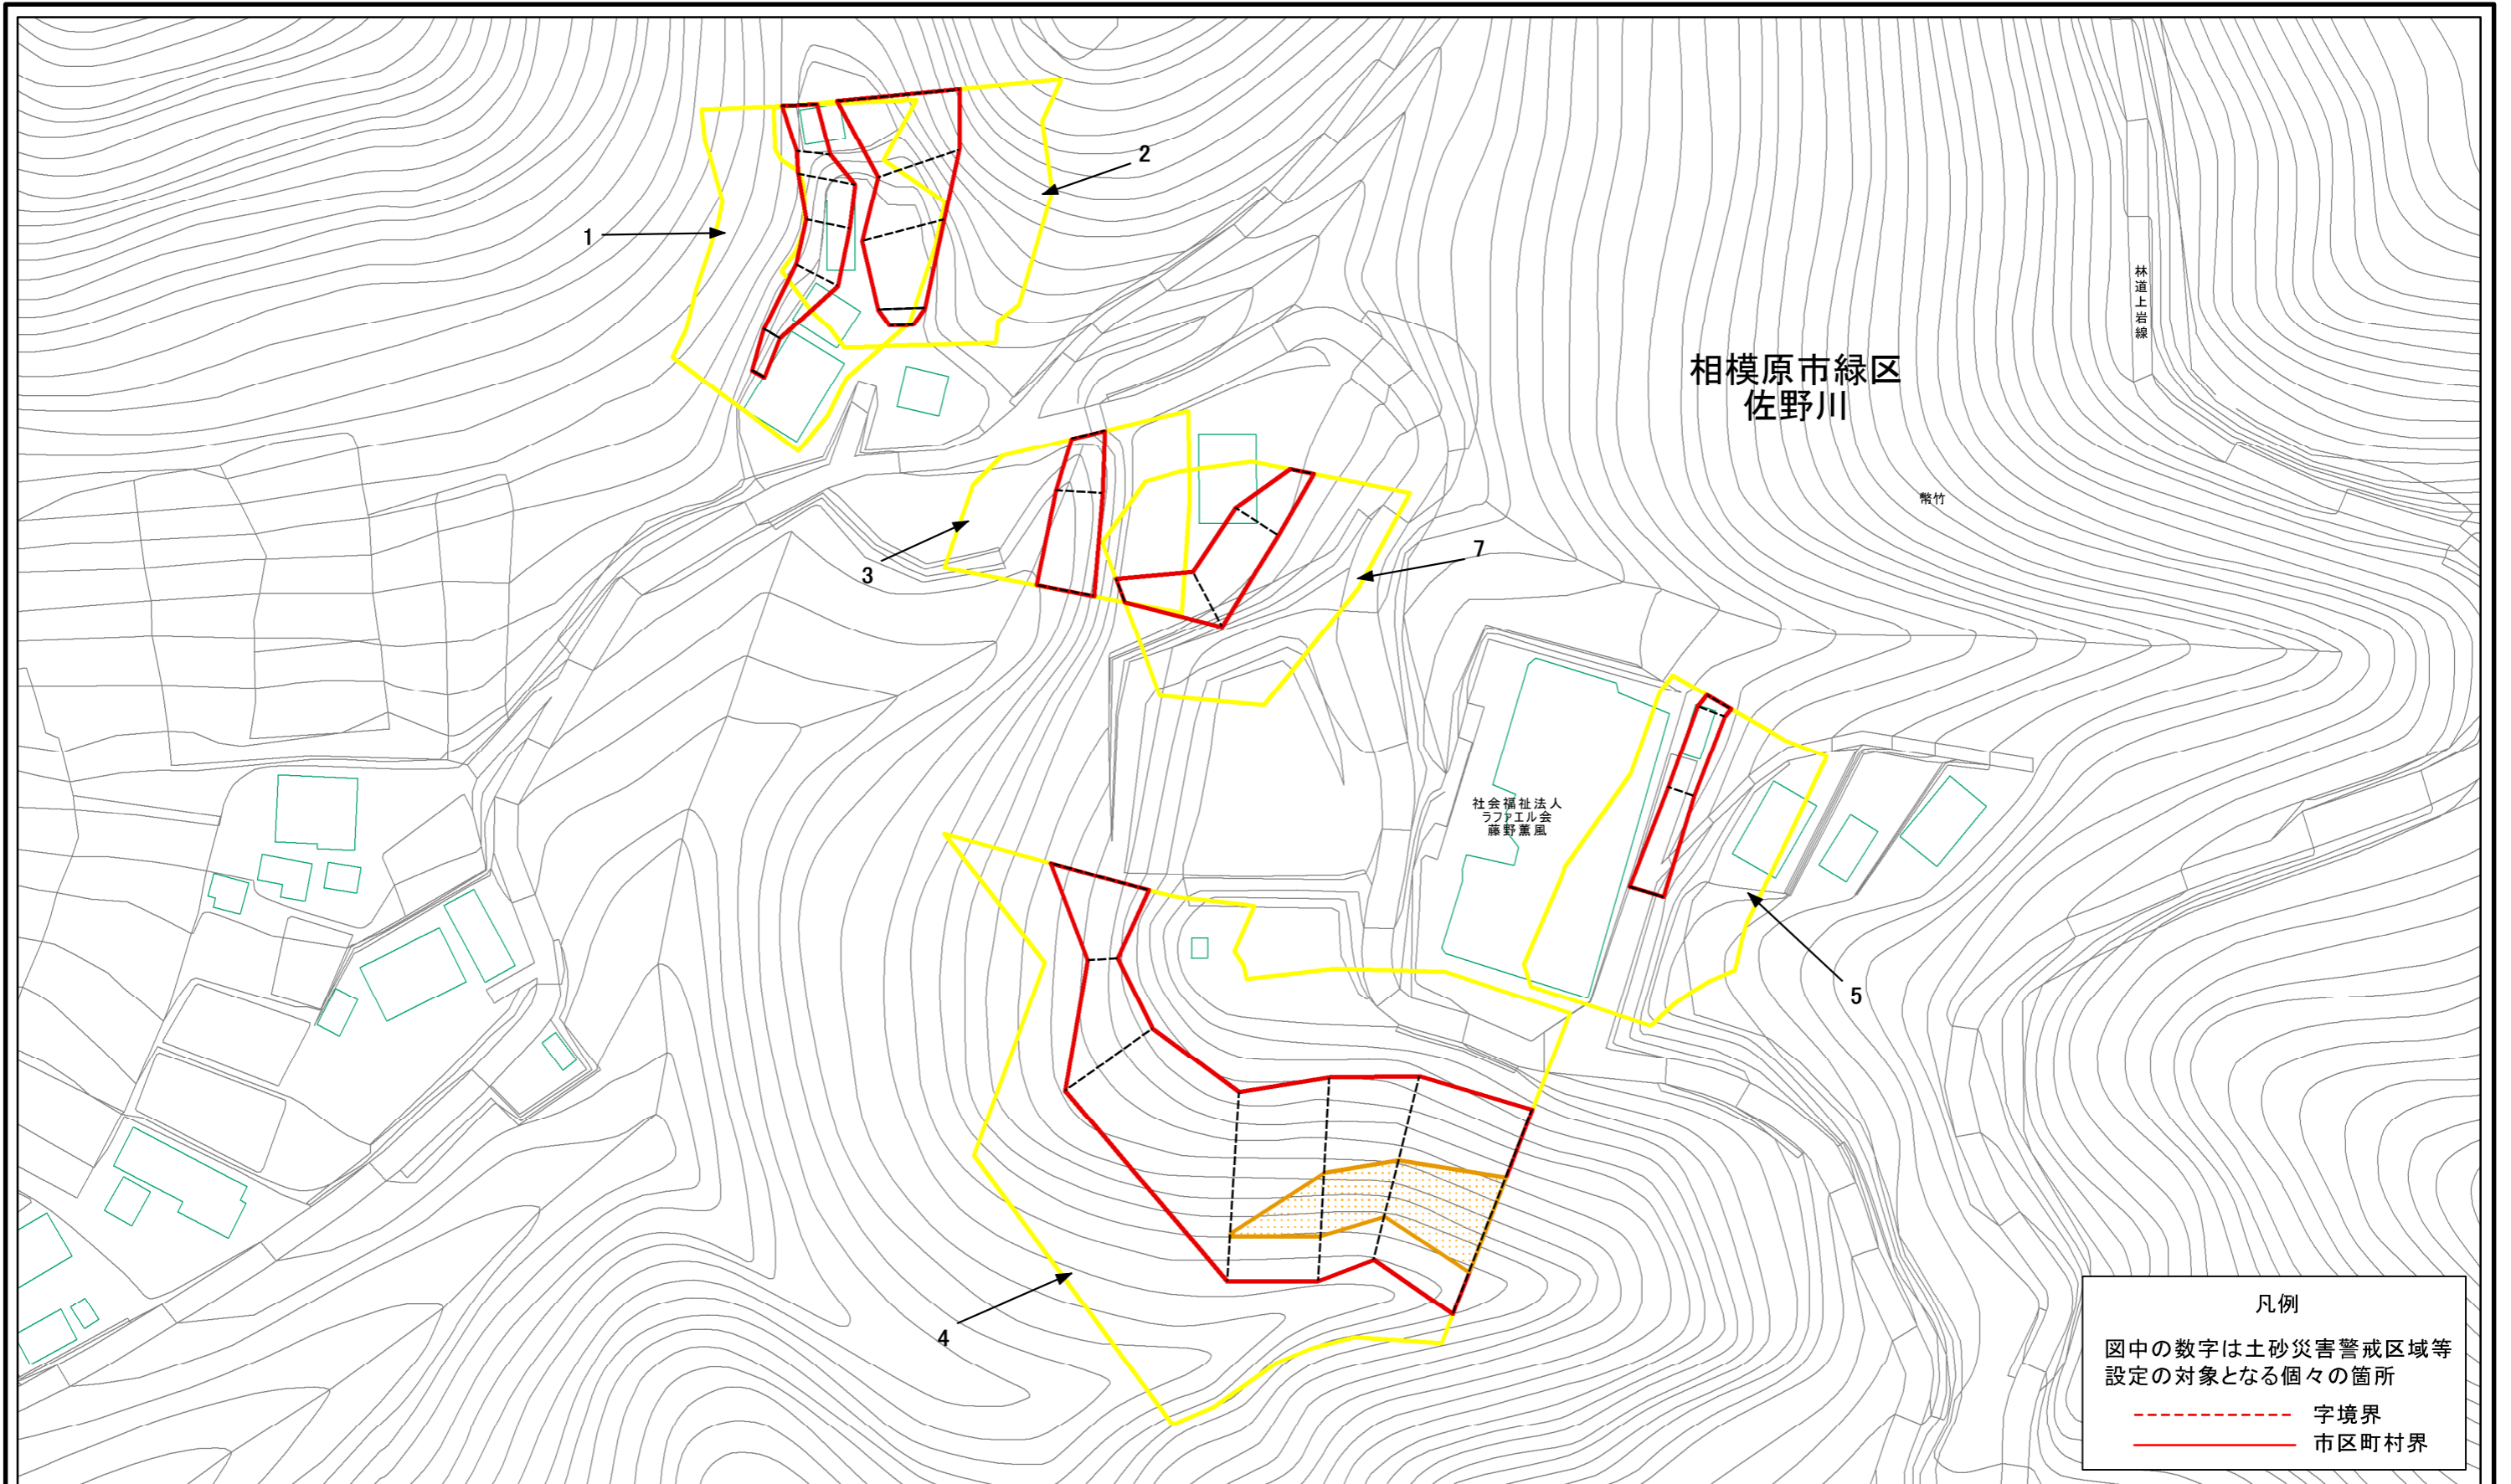 1
2
林道上岩線
相模原市緑区
佐野川
幣竹
3
7
社会福祉法人
ラファエル会
藤野薫風
5
4
凡例
図中の数字は土砂災害警戒区域等
設定の対象となる個々の箇所
字境界
市区町村界